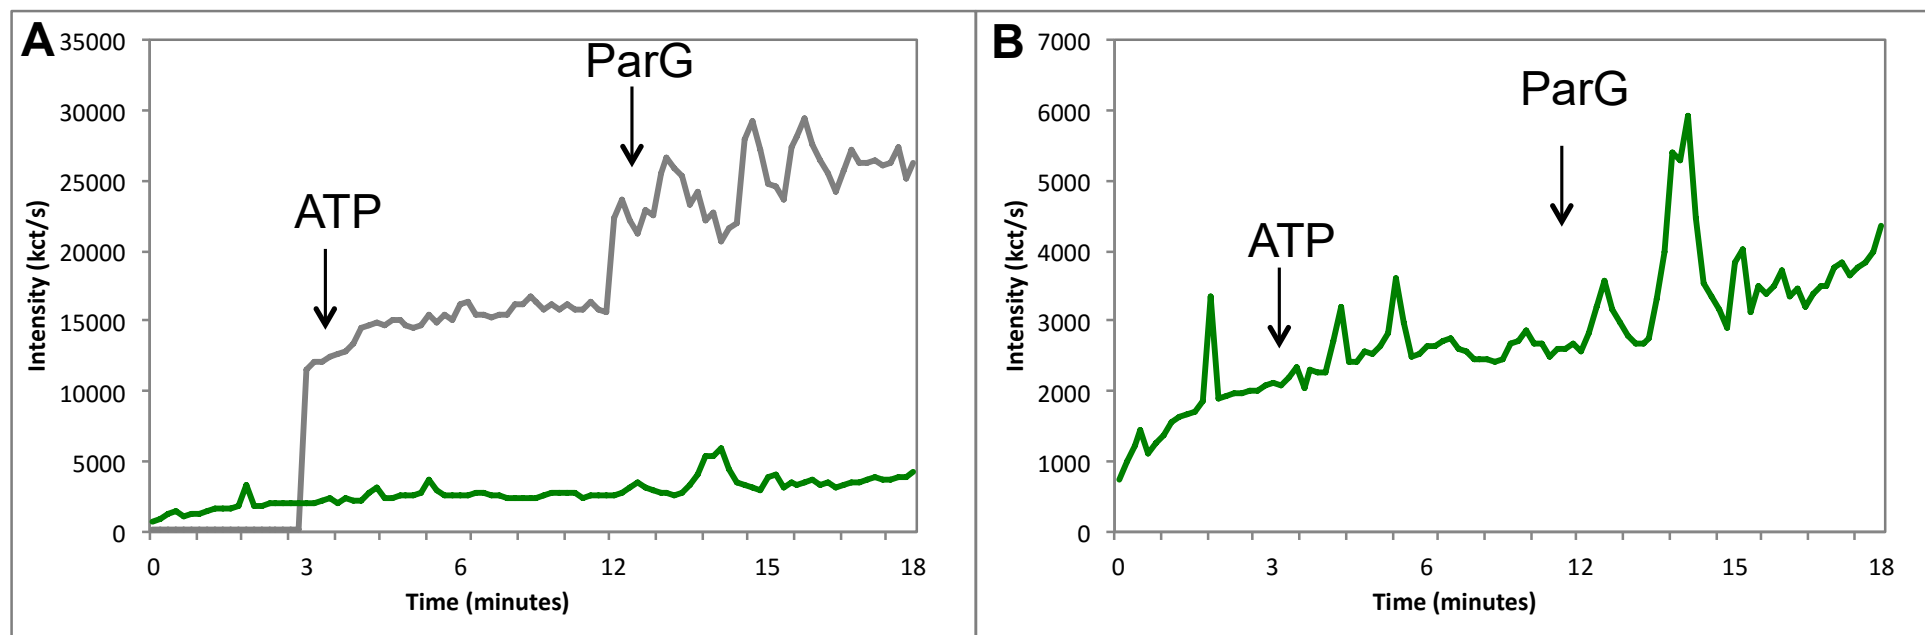 A
35000
30000
25000
20000
15000
10000
5000
0
Intensity (kct/s)
ATP
ParG
0 3 6 12 15 18
Time (minutes)
B
7000
6000
5000
4000
3000
2000
1000
0
Intensity (kct/s)
ATP
ParG
0 3 6 12 15 18
Time (minutes)